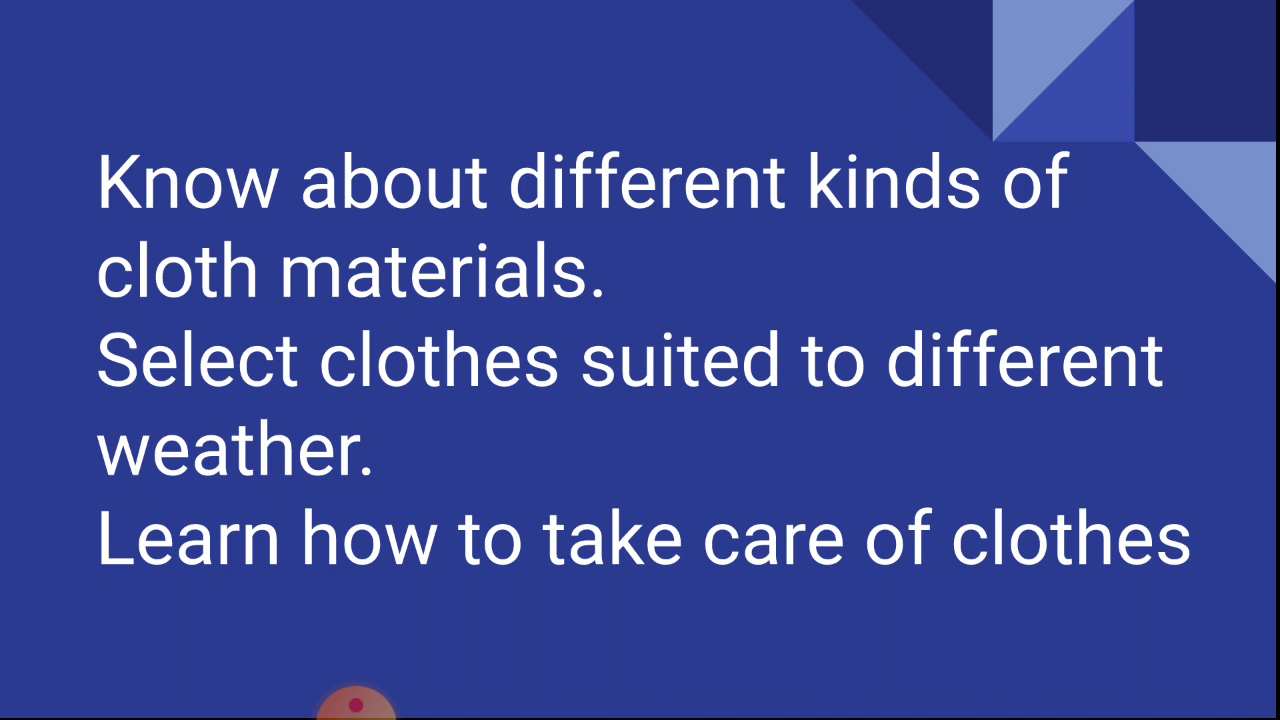 Know about different kinds of
cloth materials.
Select clothes suited to different
weather.
Learn how to take care of clothes